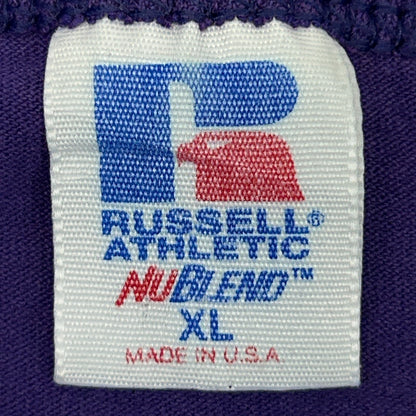 RUSSELL®
ATHLETIC
NUBLEND™
XL
MADE IN U.S.A